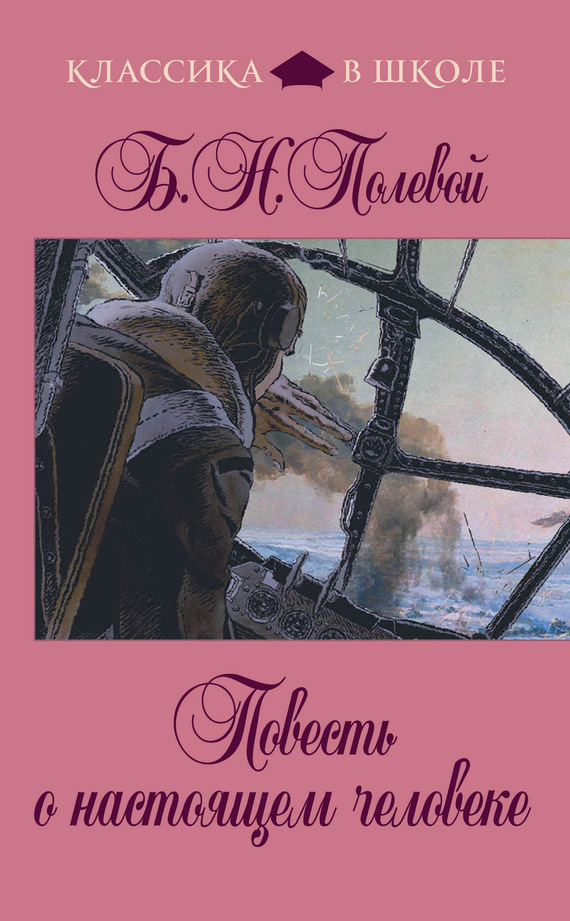 КЛАССИКА В ШКОЛЕ
Б. Н. Полевой
Повесть
о настоящем человеке